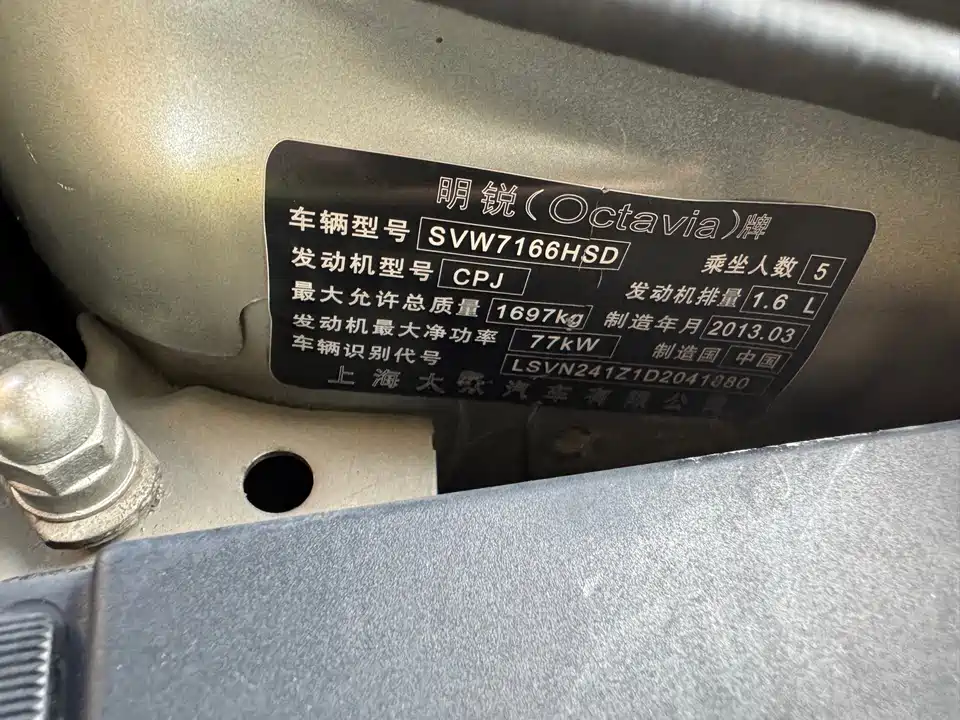 明锐(Octavia)牌
车辆型号 SVW7166HSD 乘坐人数 5
发动机型号 CPJ 发动机排量 1.6 L
最大允许总质量 1697kg 制造年月 2013.03
发动机最大净功率 77kW 制造国 中国
车辆识别代号 LSVN241Z1D2041080
上海大众汽车有限公司